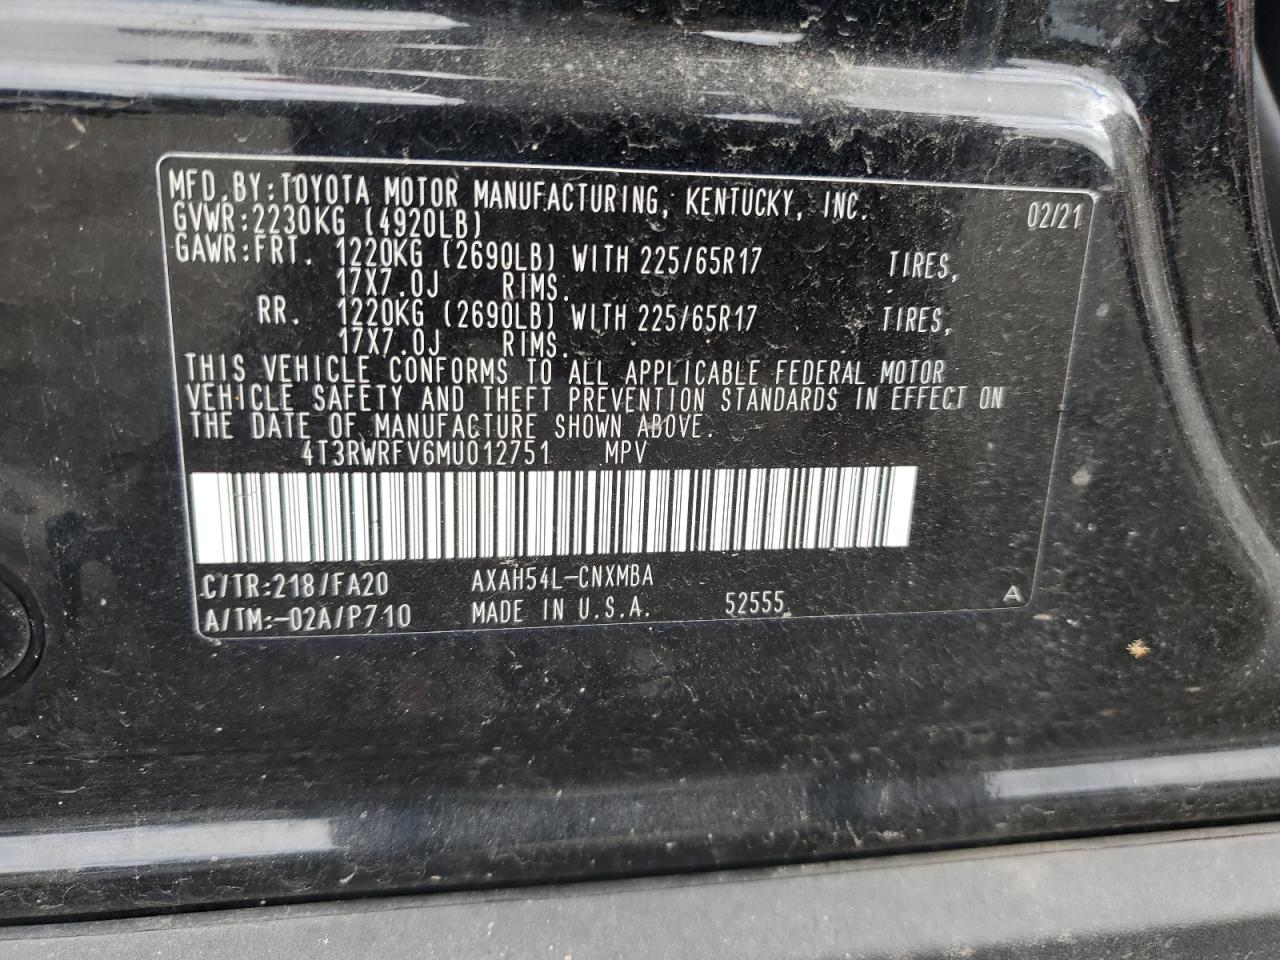 MFD.BY:TOYOTA MOTOR MANUFACTURING, KENTUCKY, INC. 02/21
GVWR:2230KG (4920LB)
GAWR:FRT. 1220KG (2690LB) WITH 225/65R17 TIRES,
17X7.0J RIMS.
RR. 1220KG (2690LB) WITH 225/65R17 TIRES,
17X7.0J RIMS.
THIS VEHICLE CONFORMS TO ALL APPLICABLE FEDERAL MOTOR
VEHICLE SAFETY AND THEFT PREVENTION STANDARDS IN EFFECT ON
THE DATE OF MANUFACTURE SHOWN ABOVE.
4T3RWRFV6MU012751 MPV
C/TR:218/FA20 AXAH54L-CNXMBA
A/TM:-02A/P710 MADE IN U.S.A. 52555 A